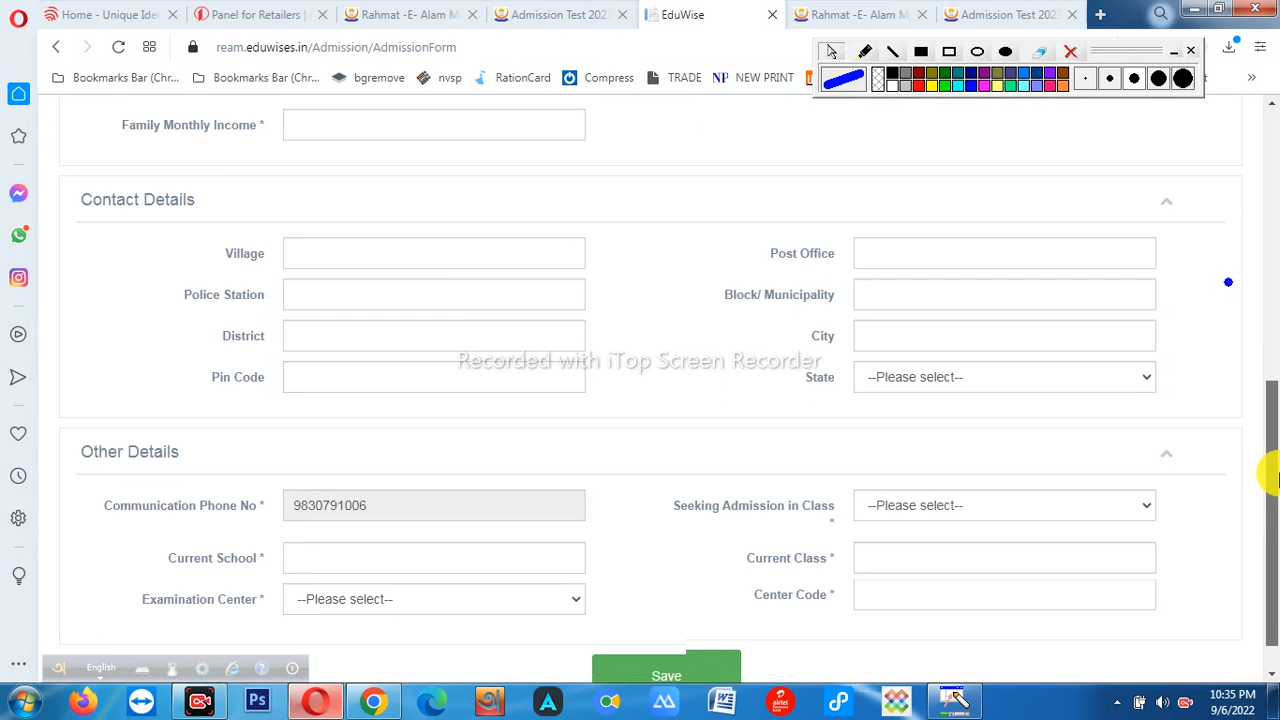 Home - Unique Ide
Panel for Retailers |
Rahmat -E- Alam M
Admission Test 202
EduWise
Rahmat -E- Alam M
Admission Test 202
ream.eduwises.in/Admission/AdmissionForm
Bookmarks Bar (Chr...
Bookmarks Bar (Chr...
bgremove
nvsp
RationCard
Compress
TRADE
NP NEW PRINT
Family Monthly Income *
Contact Details
Village
Post Office
Police Station
Block/ Municipality
District
City
Recorded with iTop Screen Recorder
Pin Code
State
--Please select--
Other Details
Communication Phone No *
9830791006
Seeking Admission in Class *
--Please select--
Current School *
Current Class *
Examination Center *
--Please select--
Center Code *
English
Save
10:35 PM
9/6/2022